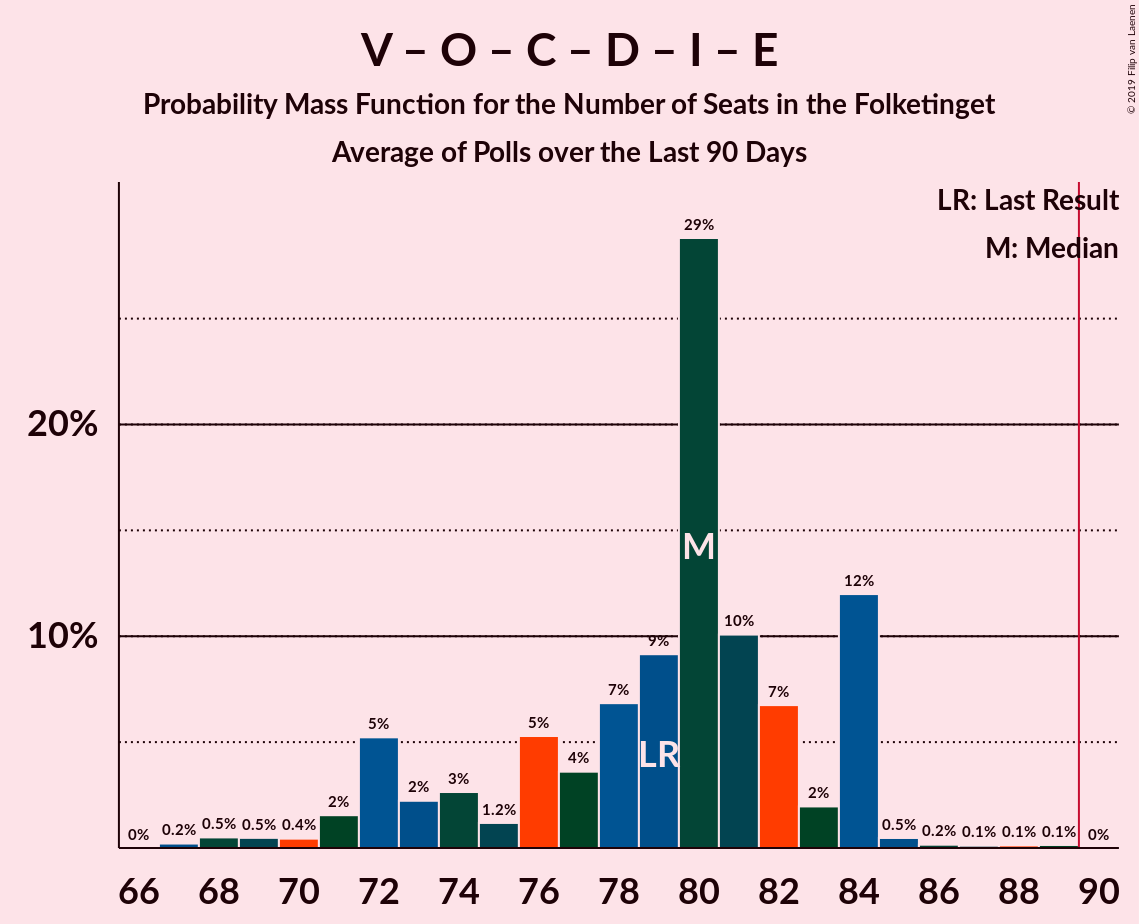 V – O – C – D – I – E
Probability Mass Function for the Number of Seats in the Folketinget
Average of Polls over the Last 90 Days
© 2019 Filip van Laenen
LR: Last Result
M: Median
20%
10%
0% 0.2% 0.5% 0.5% 0.4% 2% 5% 2% 3% 1.2% 5% 4% 7% 9% 29% 10% 7% 2% 12% 0.5% 0.2% 0.1% 0.1% 0.1% 0%
M
LR
66 68 70 72 74 76 78 80 82 84 86 88 90